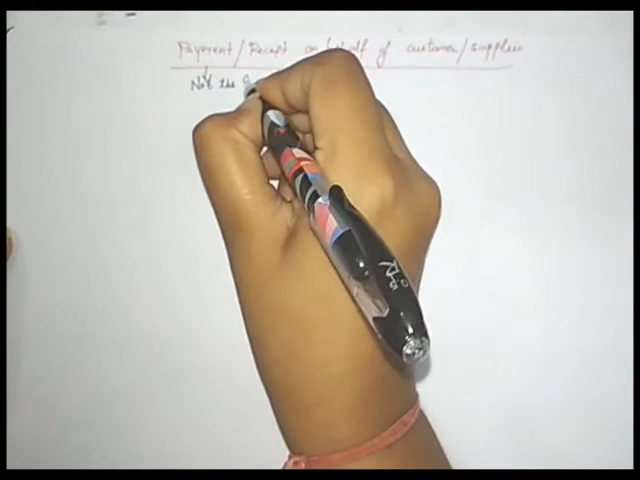 Payment/Receipt on behalf of customer/supplier
Not the